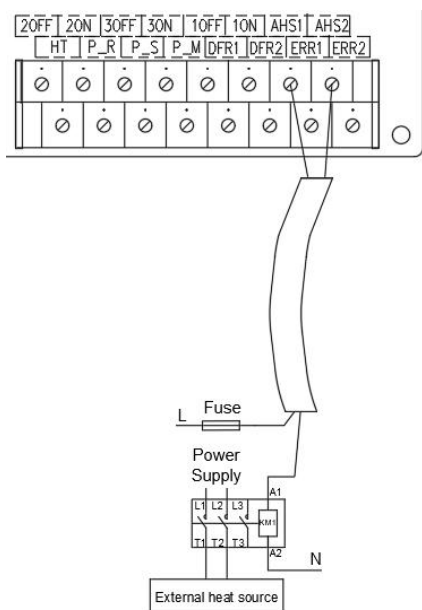 2OFF 2ON 3OFF 3ON 1OFF 1ON AHS1 AHS2
HT P_R P_S P_M DFR1 DFR2 ERR1 ERR2
L Fuse
Power
Supply
L1 L2 L3 A1
KM1
T1 T2 T3 A2
N
External heat source